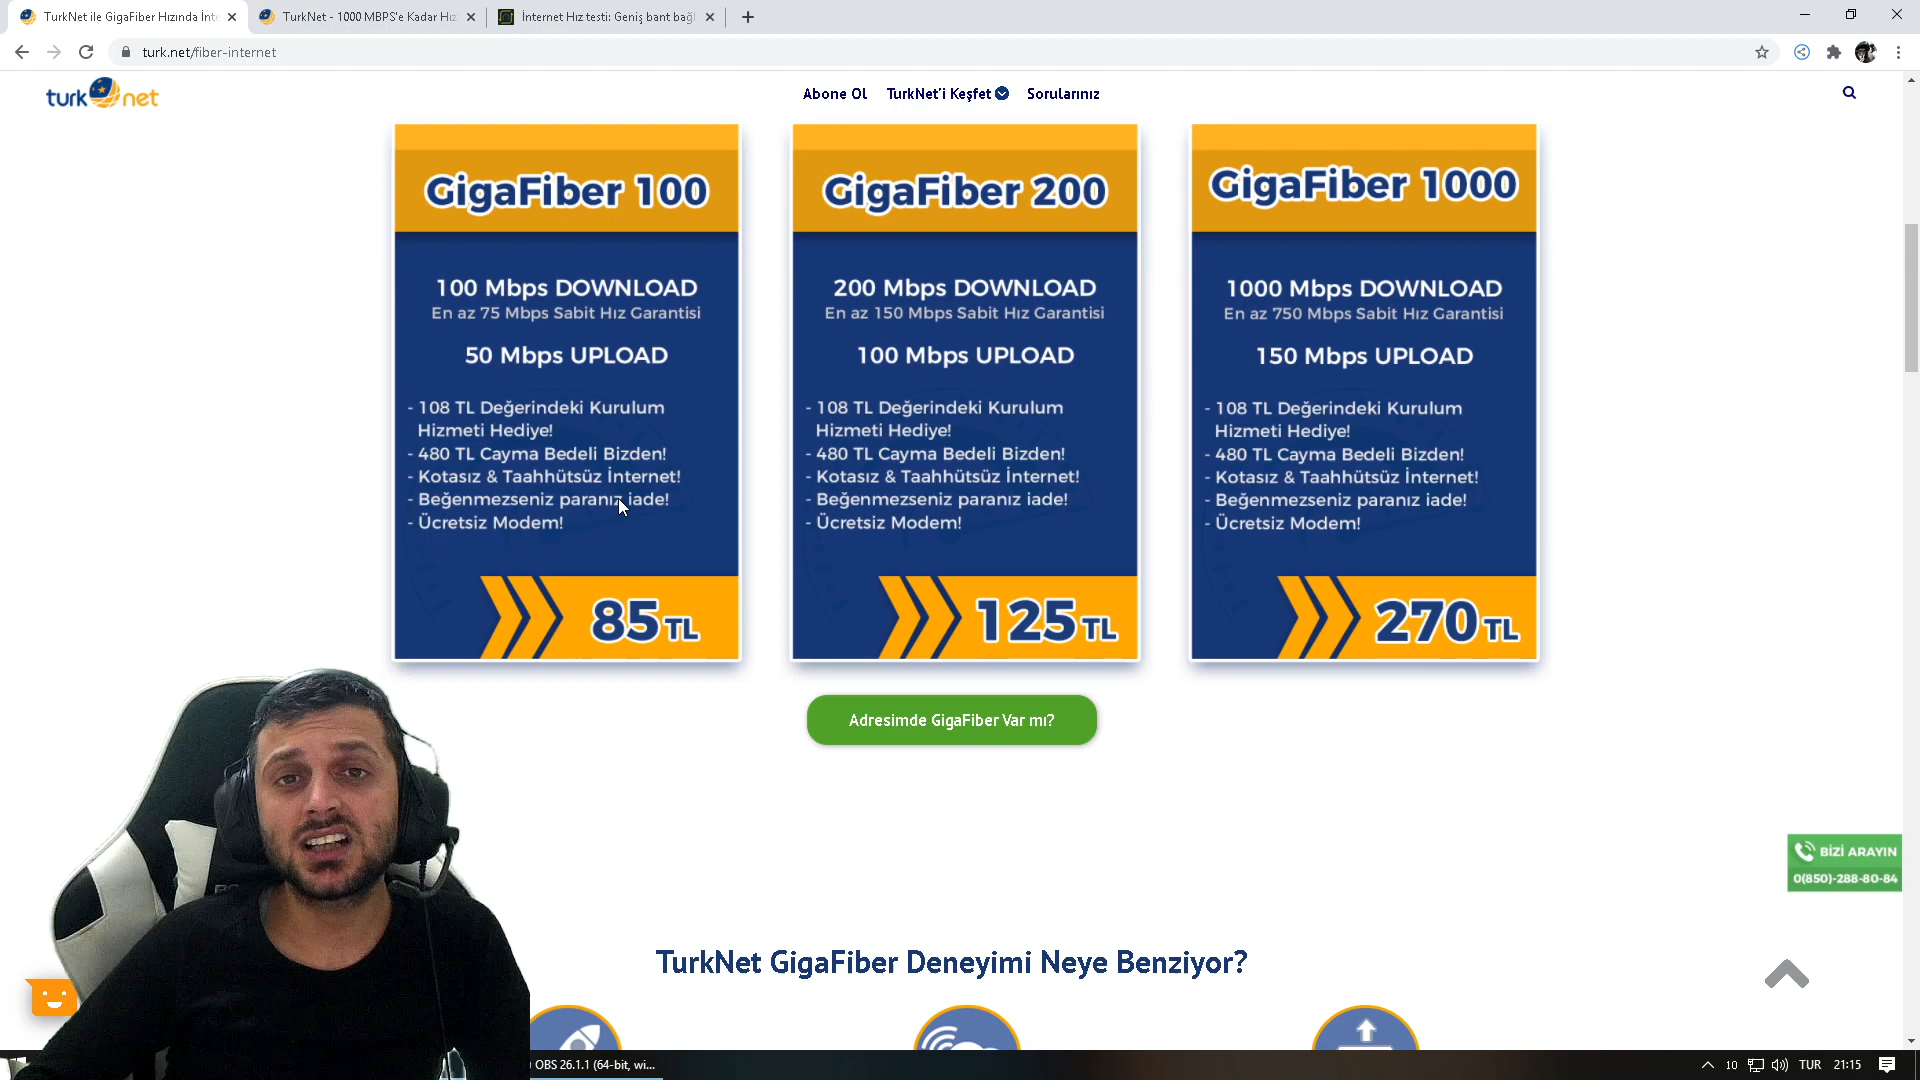 TurkNet ile GigaFiber Hızında İnte
TurkNet - 1000 MBPS'e Kadar Hız
İnternet Hız testi: Geniş bant bağl
turk.net/fiber-internet
turk net
Abone Ol
TurkNet'i Keşfet
Sorularınız
GigaFiber 100
100 Mbps DOWNLOAD
En az 75 Mbps Sabit Hız Garantisi
50 Mbps UPLOAD
- 108 TL Değerindeki Kurulum
Hizmeti Hediye!
- 480 TL Cayma Bedeli Bizden!
- Kotasız & Taahhütsüz İnternet!
- Beğenmezseniz paranız iade!
- Ücretsiz Modem!
85 TL
GigaFiber 200
200 Mbps DOWNLOAD
En az 150 Mbps Sabit Hız Garantisi
100 Mbps UPLOAD
- 108 TL Değerindeki Kurulum
Hizmeti Hediye!
- 480 TL Cayma Bedeli Bizden!
- Kotasız & Taahhütsüz İnternet!
- Beğenmezseniz paranız iade!
- Ücretsiz Modem!
125 TL
GigaFiber 1000
1000 Mbps DOWNLOAD
En az 750 Mbps Sabit Hız Garantisi
150 Mbps UPLOAD
- 108 TL Değerindeki Kurulum
Hizmeti Hediye!
- 480 TL Cayma Bedeli Bizden!
- Kotasız & Taahhütsüz İnternet!
- Beğenmezseniz paranız iade!
- Ücretsiz Modem!
270 TL
Adresimde GigaFiber Var mı?
BİZİ ARAYIN
0(850)-288-80-84
TurkNet GigaFiber Deneyimi Neye Benziyor?
OBS 26.1.1 (64-bit, wi...
10
TUR
21:15